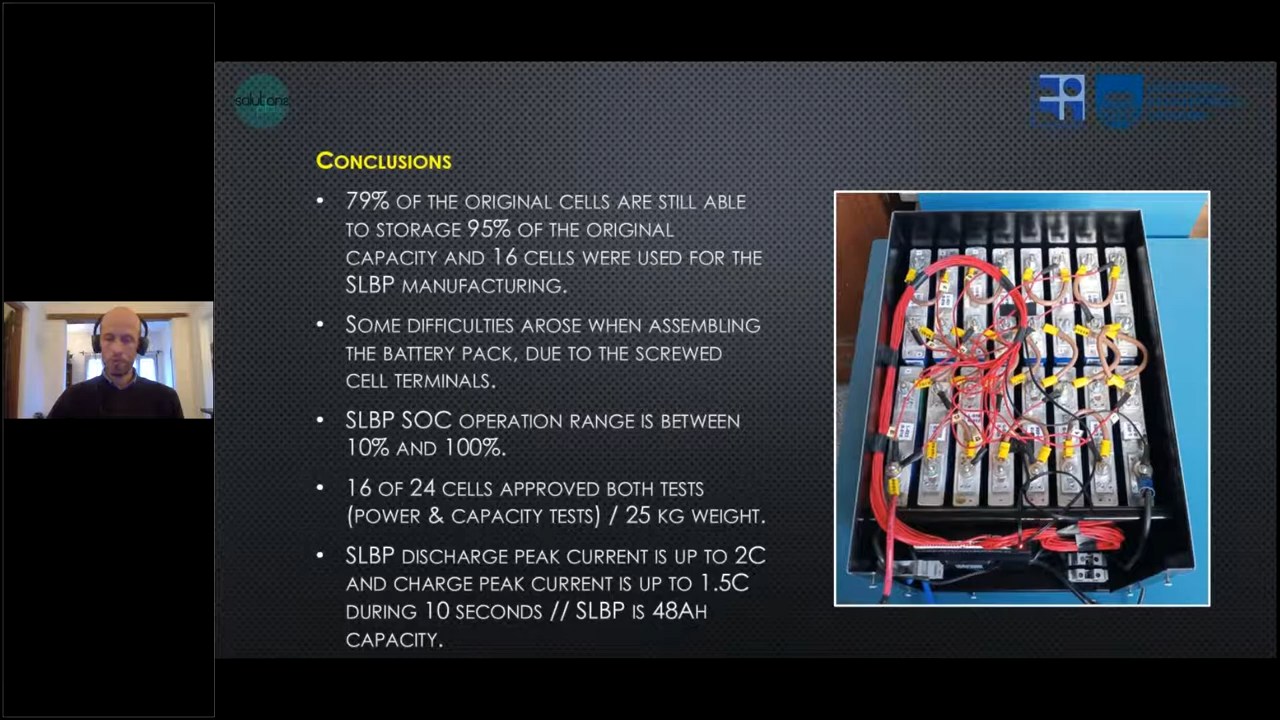 solutions
CONCLUSIONS
• 79% OF THE ORIGINAL CELLS ARE STILL ABLE
TO STORAGE 95% OF THE ORIGINAL
CAPACITY AND 16 CELLS WERE USED FOR THE
SLBP MANUFACTURING.
• SOME DIFFICULTIES AROSE WHEN ASSEMBLING
THE BATTERY PACK, DUE TO THE SCREWED
CELL TERMINALS.
• SLBP SOC OPERATION RANGE IS BETWEEN
10% AND 100%.
• 16 OF 24 CELLS APPROVED BOTH TESTS
(POWER & CAPACITY TESTS) / 25 KG WEIGHT.
• SLBP DISCHARGE PEAK CURRENT IS UP TO 2C
AND CHARGE PEAK CURRENT IS UP TO 1.5C
DURING 10 SECONDS // SLBP IS 48AH
CAPACITY.